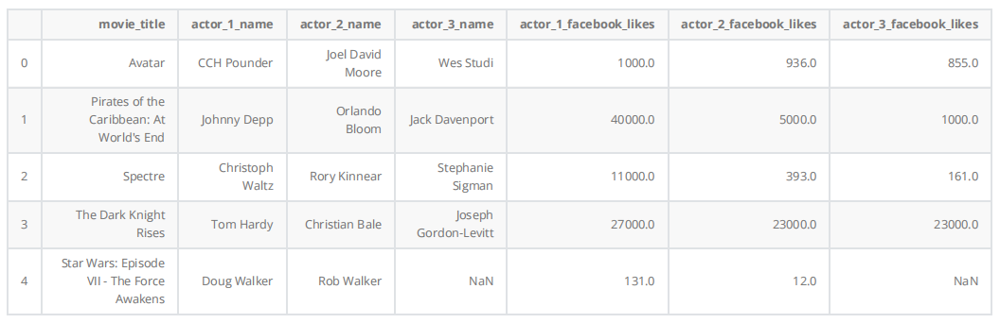 movie_title actor_1_name actor_2_name actor_3_name actor_1_facebook_likes actor_2_facebook_likes actor_3_facebook_likes
0 Avatar CCH Pounder Joel David Moore Wes Studi 1000.0 936.0 855.0
1 Pirates of the Caribbean: At World's End Johnny Depp Orlando Bloom Jack Davenport 40000.0 5000.0 1000.0
2 Spectre Christoph Waltz Rory Kinnear Stephanie Sigman 11000.0 393.0 161.0
3 The Dark Knight Rises Tom Hardy Christian Bale Joseph Gordon-Levitt 27000.0 23000.0 23000.0
4 Star Wars: Episode VII - The Force Awakens Doug Walker Rob Walker NaN 131.0 12.0 NaN